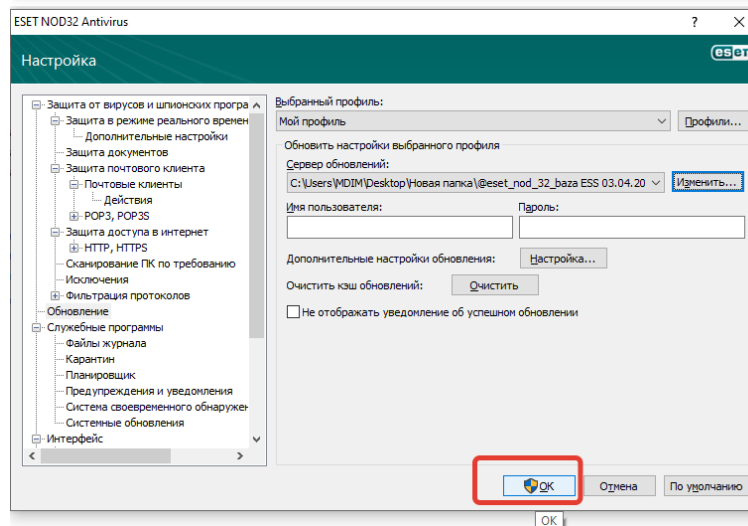 ESET NOD32 Antivirus
? ×
Настройка
eset
Защита от вирусов и шпионских програ
Защита в режиме реального времен
Дополнительные настройки
Защита документов
Защита почтового клиента
Почтовые клиенты
Действия
POP3, POP3S
Защита доступа в интернет
HTTP, HTTPS
Сканирование ПК по требованию
Исключения
Фильтрация протоколов
Обновление
Служебные программы
Файлы журнала
Карантин
Планировщик
Предупреждения и уведомления
Система своевременного обнаружен
Системные обновления
Интерфейс
Выбранный профиль:
Мой профиль
Профили...
Обновить настройки выбранного профиля
Сервер обновлений:
C:\Users\MDIM\Desktop\Новая папка\@eset_nod_32_baza ESS 03.04.20
Изменить...
Имя пользователя: Пароль:
Дополнительные настройки обновления: Настройка...
Очистить кэш обновлений: Очистить
Не отображать уведомление об успешном обновлении
OK Отмена По умолчанию
OK